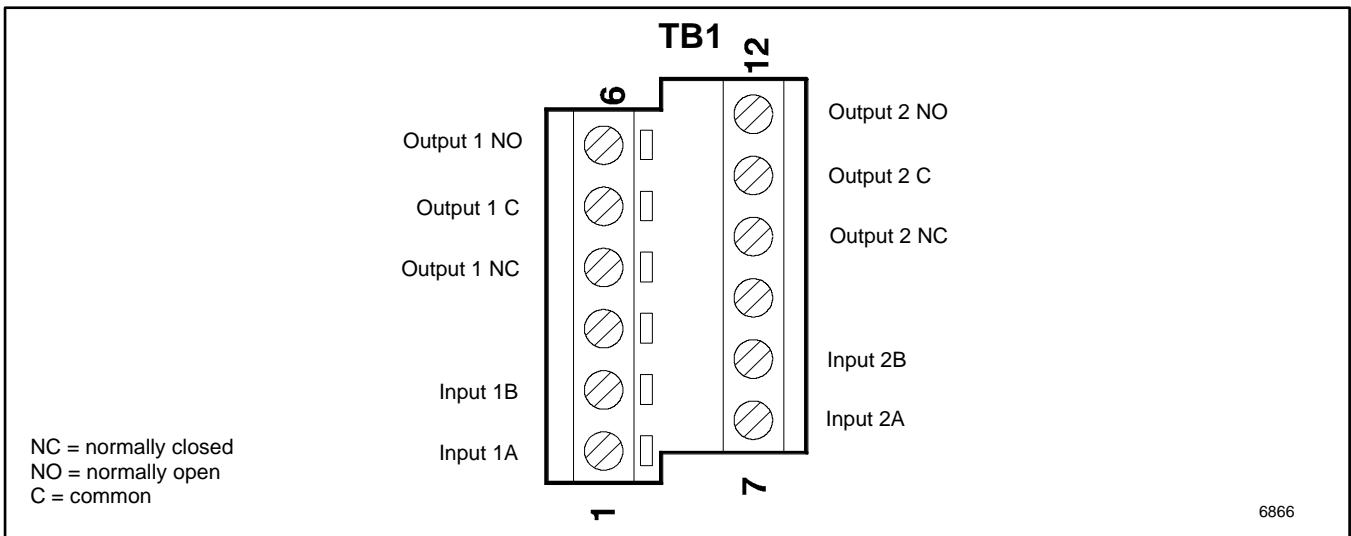 TB1
12
6
Output 1 NO
Output 2 NO
Output 1 C
Output 2 C
Output 1 NC
Output 2 NC
Input 1B
Input 2B
Input 1A
Input 2A
NC = normally closed
NO = normally open
C = common
1
7
6866